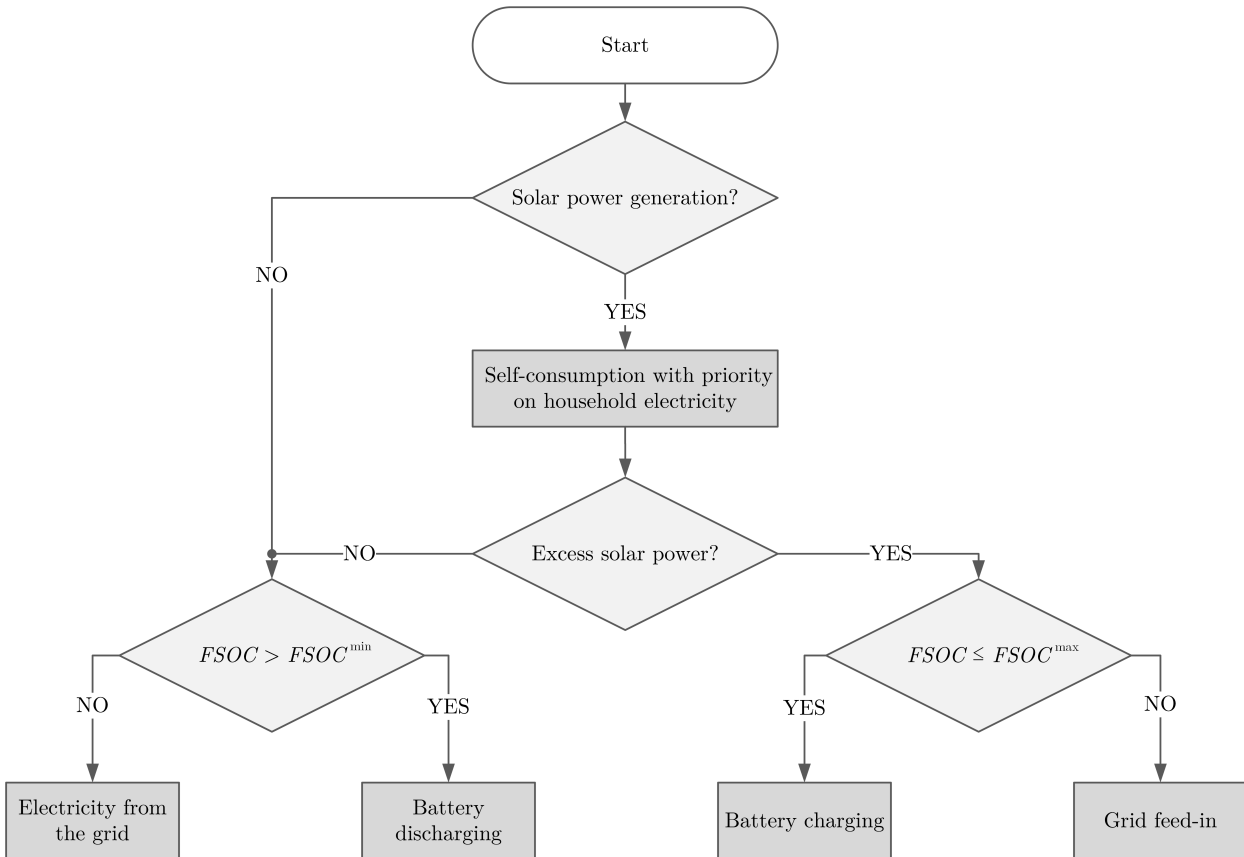 Start
Solar power generation?
NO
YES
Self-consumption with priority
on household electricity
Excess solar power?
NO
YES
FSOC > FSOC^min
FSOC ≤ FSOC^max
NO
YES
YES
NO
Electricity from
the grid
Battery
discharging
Battery charging
Grid feed-in